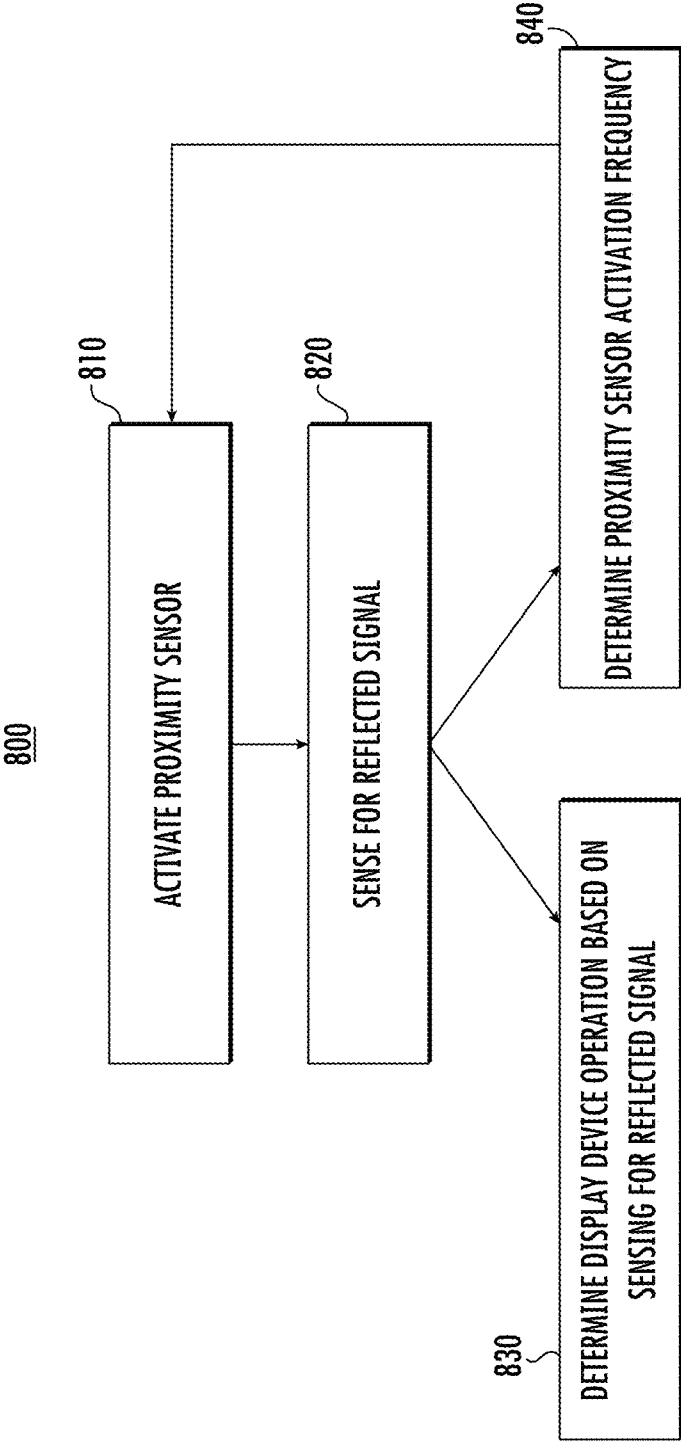 800
810
ACTIVATE PROXIMITY SENSOR
820
SENSE FOR REFLECTED SIGNAL
830
DETERMINE DISPLAY DEVICE OPERATION BASED ON
SENSING FOR REFLECTED SIGNAL
840
DETERMINE PROXIMITY SENSOR ACTIVATION FREQUENCY